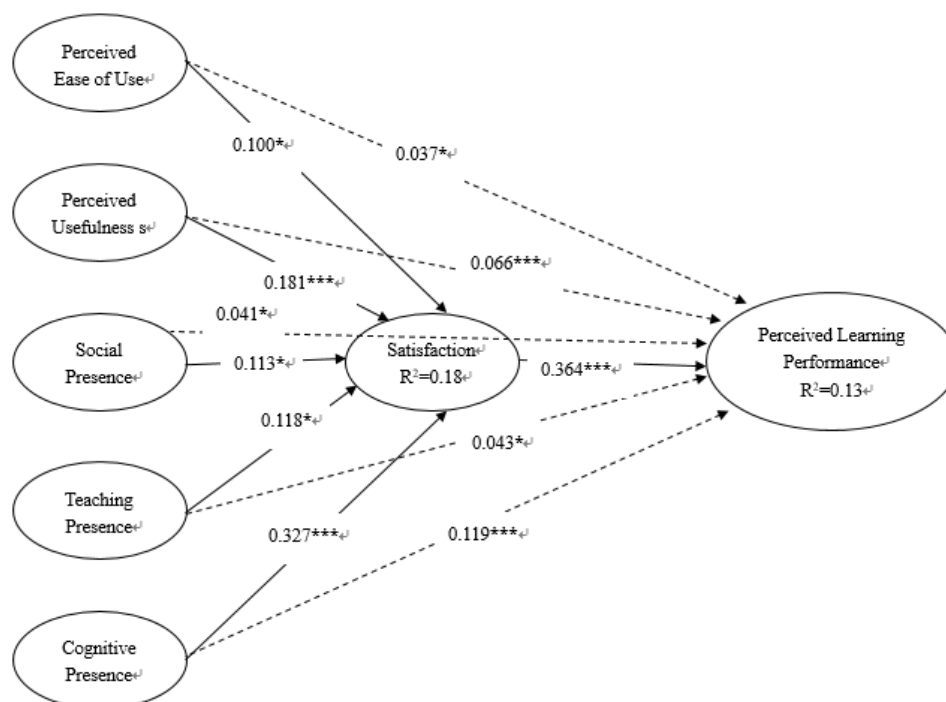 Perceived
Ease of Use↵
0.100*↵
0.037*↵
Perceived
Usefulness s↵
0.066***↵
0.181***↵
0.041*↵
Social
Presence↵
0.113*↵
Satisfaction↵
R²=0.18↵
0.364***↵
Perceived Learning
Performance↵
R²=0.13↵
0.118*↵
0.043*↵
Teaching
Presence↵
0.327***↵
0.119***↵
Cognitive
Presence↵